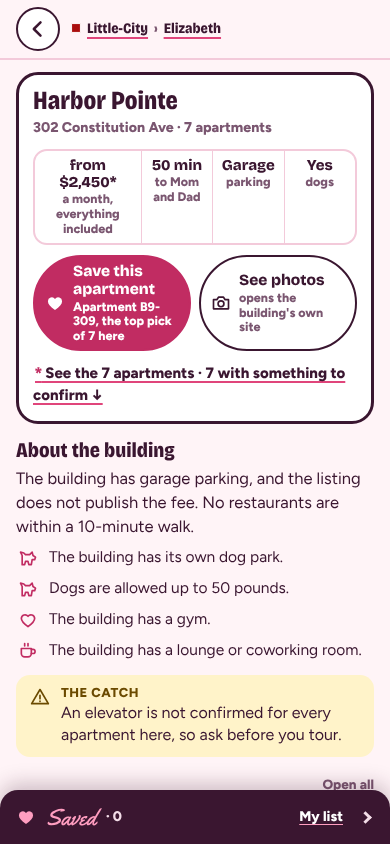 Little-City › Elizabeth
Harbor Pointe
302 Constitution Ave · 7 apartments
from
$2,450*
a month,
everything
included
50 min
to Mom
and Dad
Garage
parking
Yes
dogs
Save this
apartment
Apartment B9-
309, the top pick
of 7 here
See photos
opens the
building's own
site
* See the 7 apartments · 7 with something to
confirm ↓
About the building
The building has garage parking, and the listing
does not publish the fee. No restaurants are
within a 10-minute walk.
The building has its own dog park.
Dogs are allowed up to 50 pounds.
The building has a gym.
The building has a lounge or coworking room.
THE CATCH
An elevator is not confirmed for every
apartment here, so ask before you tour.
Open all
Saved · 0
My list